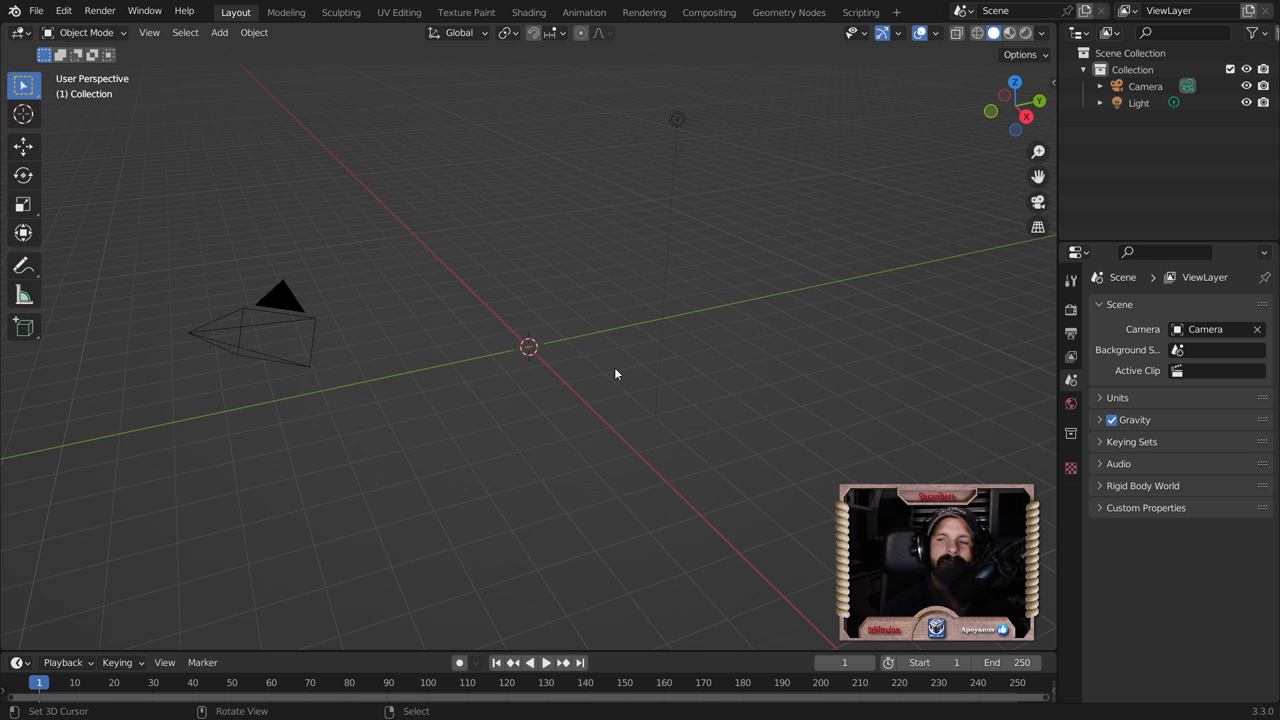 File Edit Render Window Help Layout Modeling Sculpting UV Editing Texture Paint Shading Animation Rendering Compositing Geometry Nodes Scripting Scene ViewLayer
Object Mode View Select Add Object Global
Options
User Perspective
(1) Collection
Z
Y
X
Scene Collection
Collection
Camera
Light
Scene ViewLayer
Scene
Camera Camera
Background S...
Active Clip
Units
Gravity
Keying Sets
Audio
Rigid Body World
Custom Properties
Apoyanos
Playback Keying View Marker 1 Start 1 End 250
1 10 20 30 40 50 60 70 80 90 100 110 120 130 140 150 160 170 180 190 200 210 220 230 240 250
Set 3D Cursor Rotate View Select 3.3.0